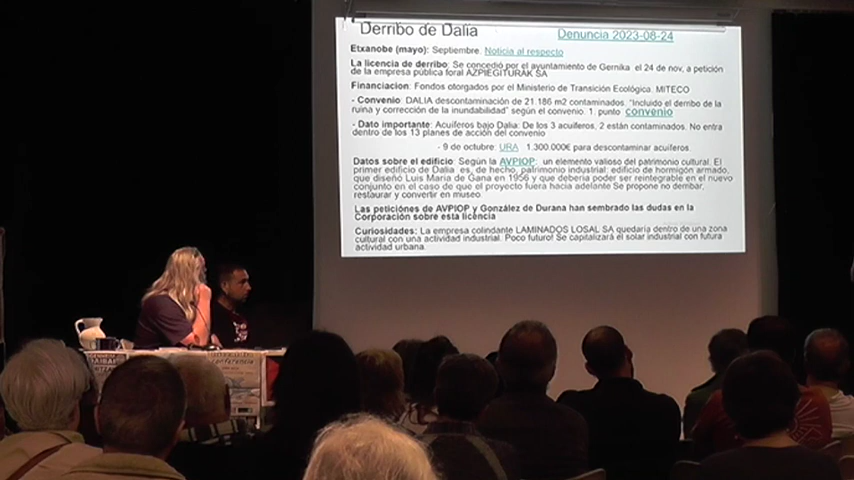 Derribo de Dalia
Denuncia 2023-08-24
Etxanobe (mayo): Septiembre. Noticia al respecto
La licencia de derribo: Se concedió por el ayuntamiento de Gernika el 24 de nov, a petición
de la empresa pública foral AZPIEGITURAK SA
Financiacion: Fondos otorgados por el Ministerio de Transición Ecológica. MITECO
- Convenio: DALIA descontaminación de 21.186 m2 contaminados. "Incluido el derribo de la
ruina y corrección de la inundabilidad" según el convenio. 1. punto convenio
- Dato importante: Acuíferos bajo Dalia: De los 3 acuíferos, 2 están contaminados. No entra
dentro de los 13 planes de acción del convenio
- 9 de octubre: URA 1.300.000€ para descontaminar acuíferos.
Datos sobre el edificio: Según la AVPIOP: un elemento valioso del patrimonio cultural. El
primer edificio de Dalia es, de hecho, patrimonio industrial: edificio de hormigón armado,
que diseñó Luis María de Gana en 1956 y que debería poder ser reintegrable en el nuevo
conjunto en el caso de que el proyecto fuera hacia adelante Se propone no derribar,
restaurar y convertir en museo.
Las peticiónes de AVPIOP y González de Durana han sembrado las dudas en la
Corporación sobre esta licencia
Curiosidades: La empresa colindante LAMINADOS LOSAL SA quedaría dentro de una zona
cultural con una actividad industrial. Poco futuro! Se capitalizará el solar industrial con futura
actividad urbana.
conferencia